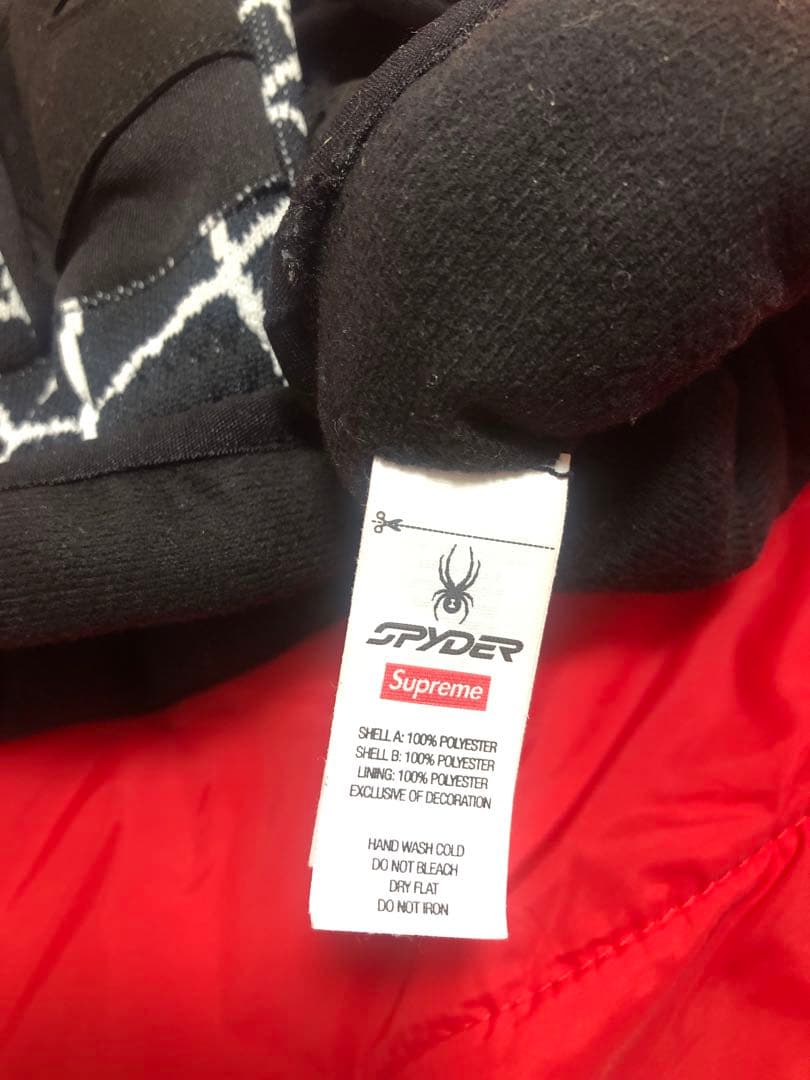 SPYDER
Supreme
SHELL A: 100% POLYESTER
SHELL B: 100% POLYESTER
LINING: 100% POLYESTER
EXCLUSIVE OF DECORATION
HAND WASH COLD
DO NOT BLEACH
DRY FLAT
DO NOT IRON